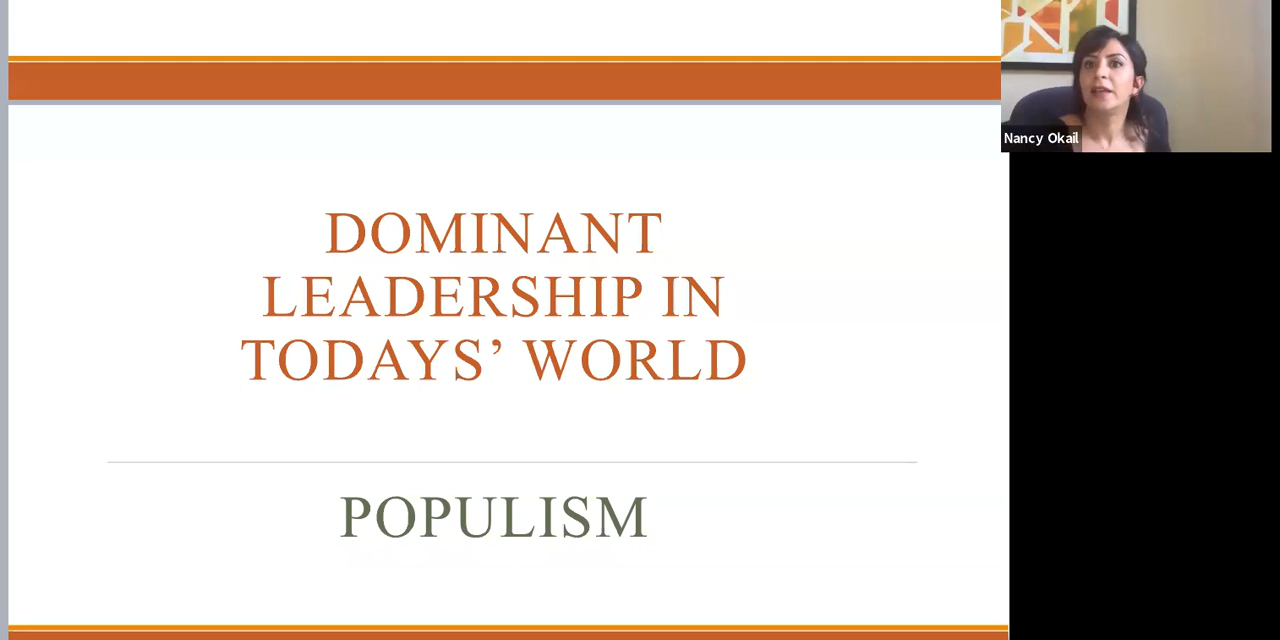 Nancy Okail
DOMINANT
LEADERSHIP IN
TODAYS’ WORLD
POPULISM